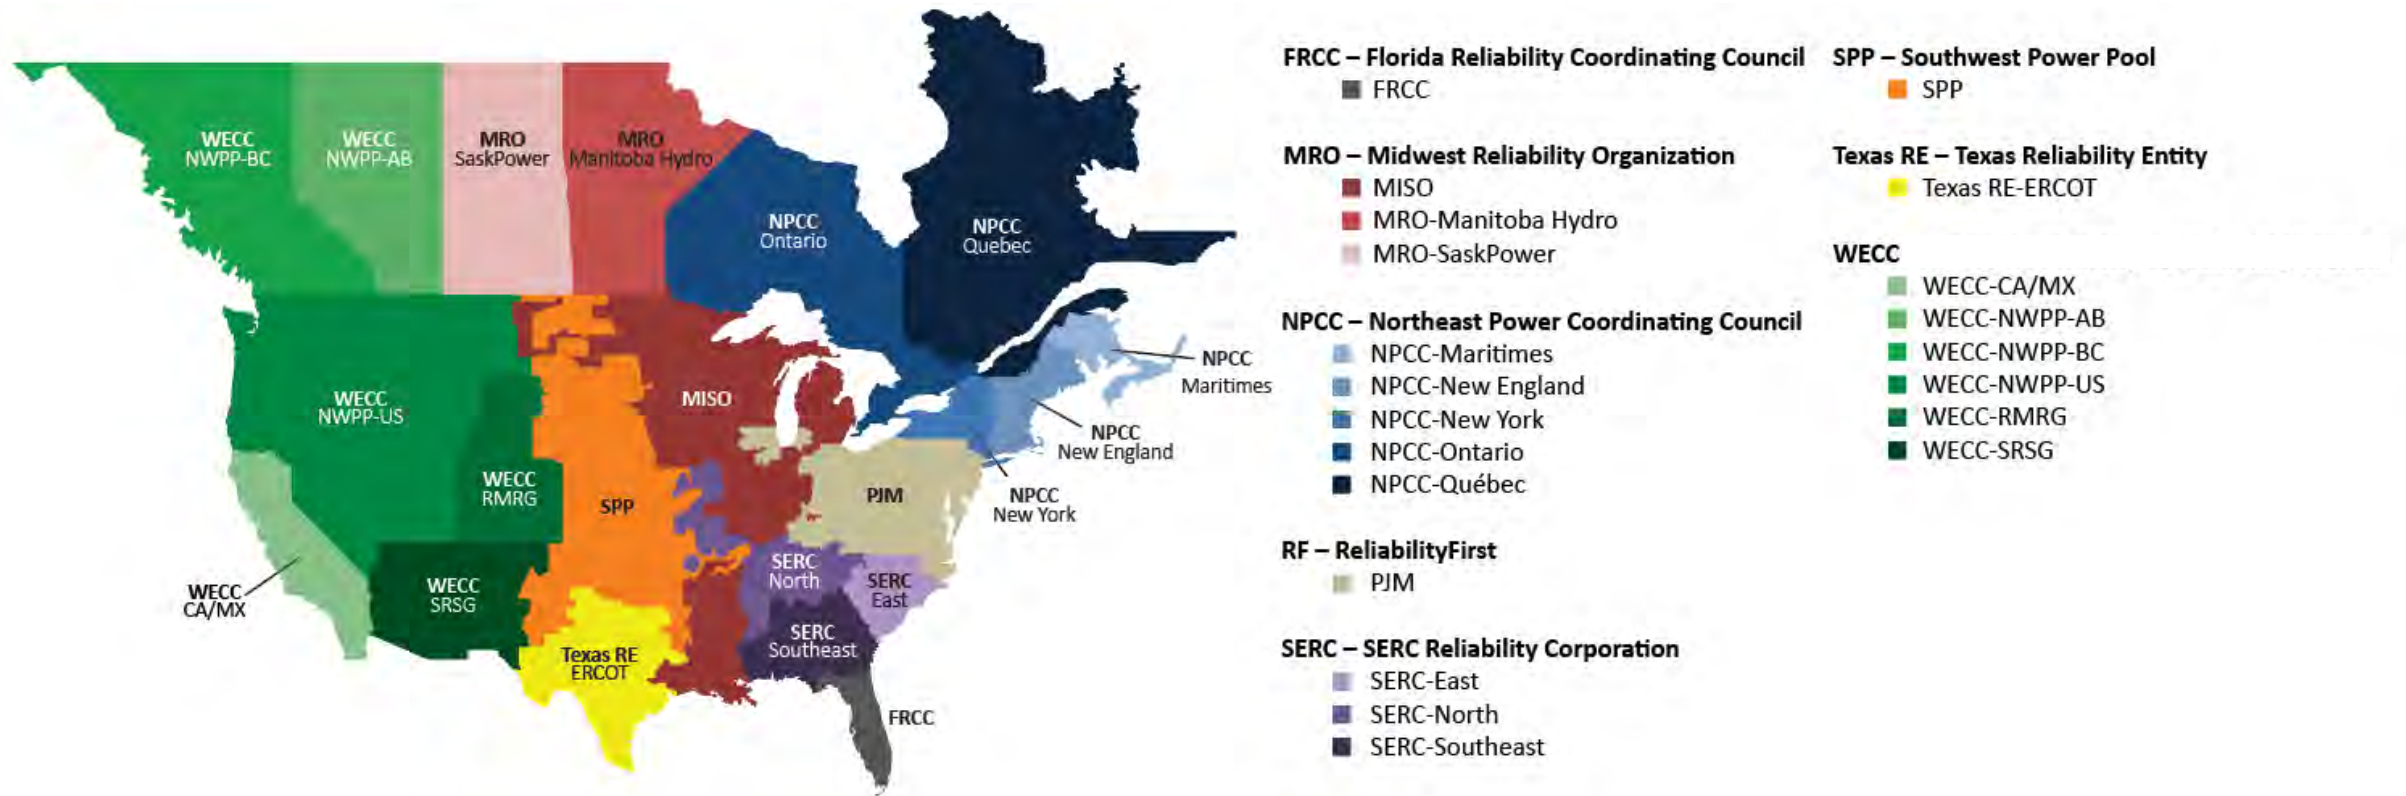 WECC
NWPP-BC
WECC
NWPP-AB
MRO
SaskPower
MRO
Manitoba Hydro
NPCC
Ontario
NPCC
Quebec
NPCC
Maritimes
WECC
NWPP-US
MISO
NPCC
New England
WECC
RMRG
SPP
PJM
NPCC
New York
WECC
CA/MX
WECC
SRSG
SERC
North
SERC
East
SERC
Southeast
Texas RE
ERCOT
FRCC
FRCC – Florida Reliability Coordinating Council
FRCC
MRO – Midwest Reliability Organization
MISO
MRO-Manitoba Hydro
MRO-SaskPower
NPCC – Northeast Power Coordinating Council
NPCC-Maritimes
NPCC-New England
NPCC-New York
NPCC-Ontario
NPCC-Québec
RF – ReliabilityFirst
PJM
SERC – SERC Reliability Corporation
SERC-East
SERC-North
SERC-Southeast
SPP – Southwest Power Pool
SPP
Texas RE – Texas Reliability Entity
Texas RE-ERCOT
WECC
WECC-CA/MX
WECC-NWPP-AB
WECC-NWPP-BC
WECC-NWPP-US
WECC-RMRG
WECC-SRSG